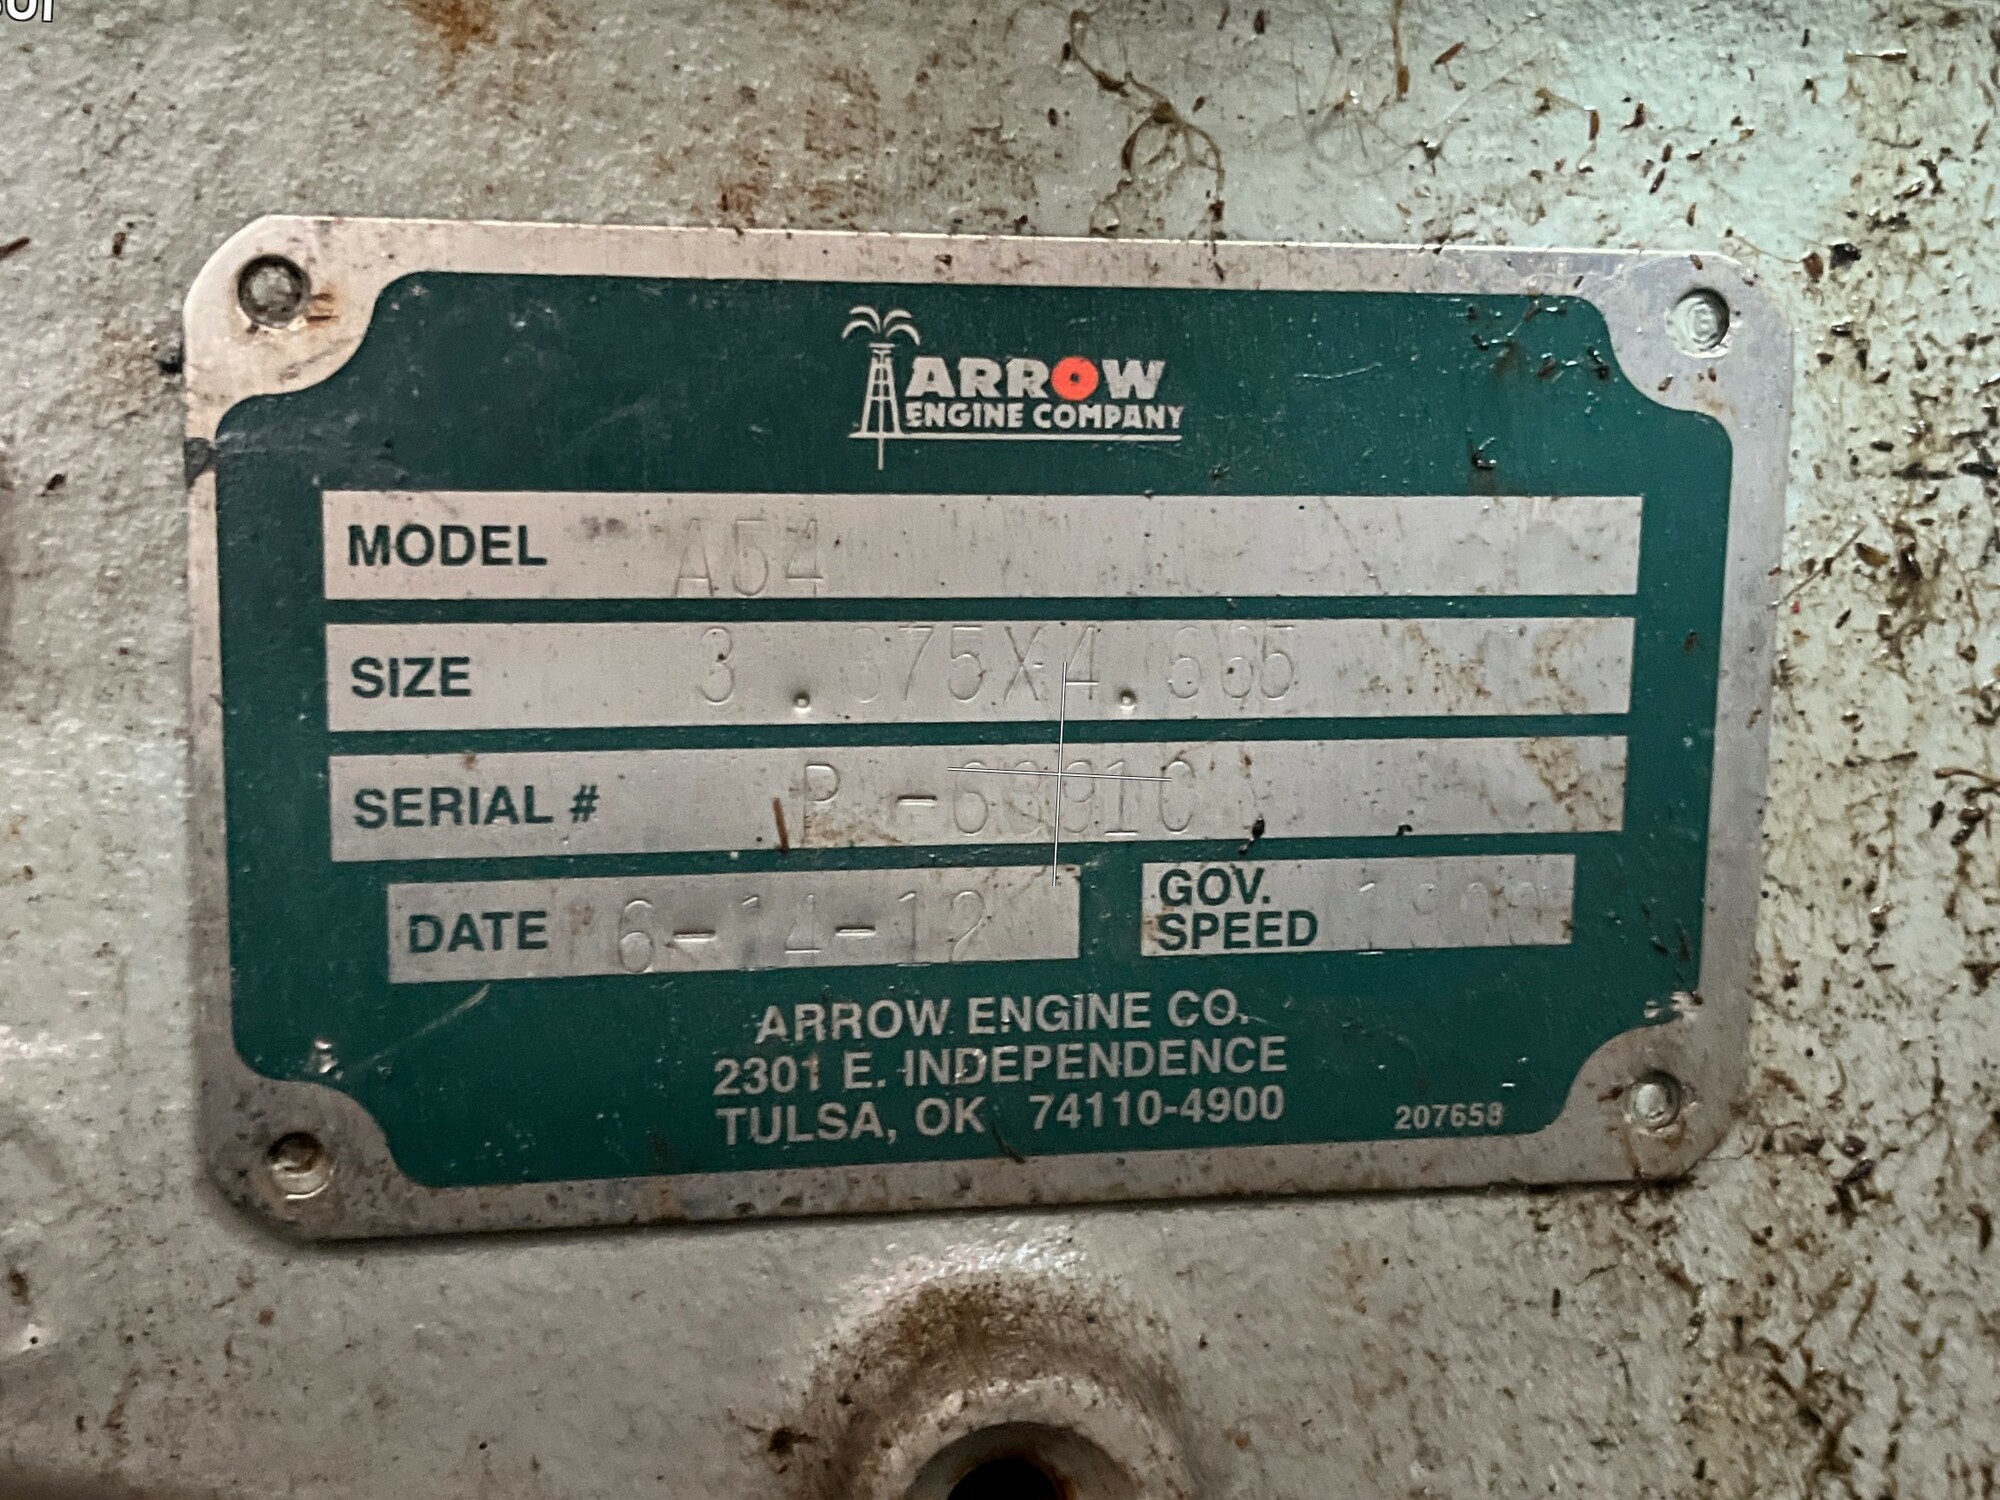 ARROW
ENGINE COMPANY
MODEL A54
SIZE
SERIAL #
DATE 6-14-12
GOV.
SPEED
ARROW ENGINE CO.
2301 E. INDEPENDENCE
TULSA, OK 74110-4900
207658